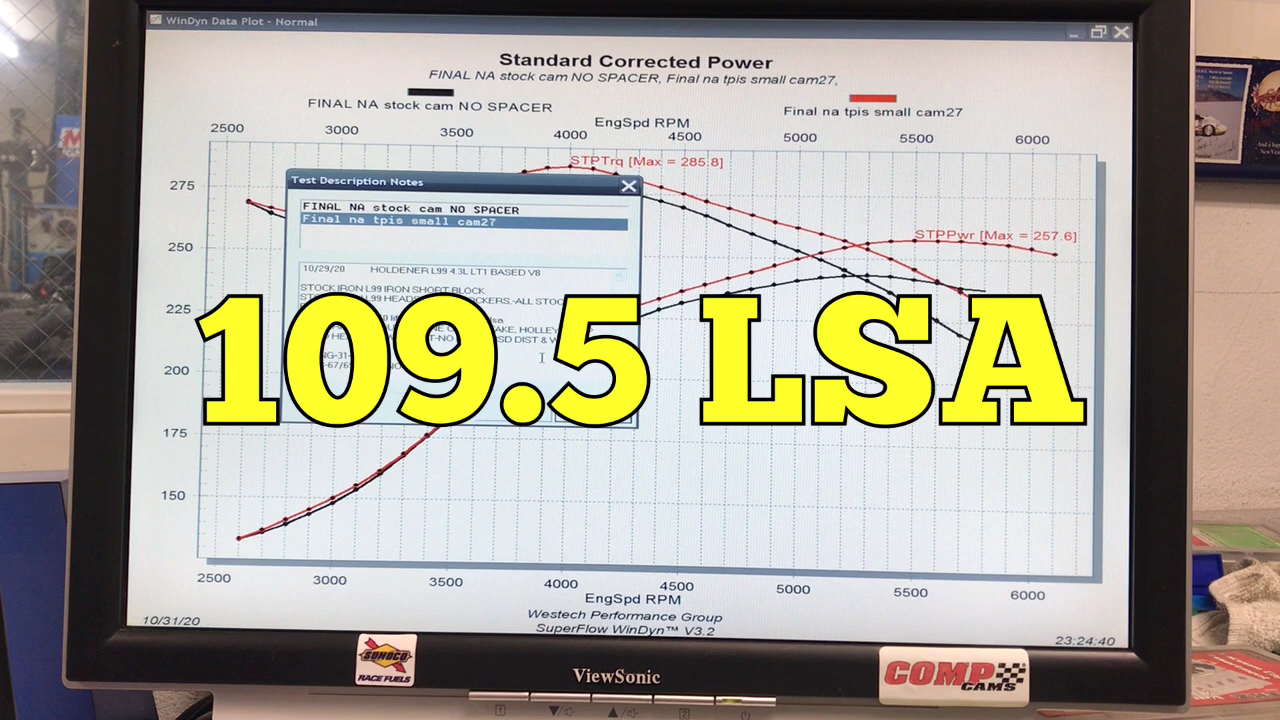 WinDyn Data Plot - Normal
Standard Corrected Power
FINAL NA stock cam NO SPACER, Final na tpis small cam27,
FINAL NA stock cam NO SPACER
Final na tpis small cam27
EngSpd RPM
2500 3000 3500 4000 4500 5000 5500 6000
STPTrq [Max = 285.8]
STPPwr [Max = 257.6]
275
250
225
200
175
150
Test Description Notes
FINAL NA stock cam NO SPACER
Final na tpis small cam27
10/29/20 HOLDENER L99 4.3L LT1 BASED V8
STOCK IRON L99 IRON SHORT BLOCK
L99 HEADS
109.5 LSA
2500 3000 3500 4000 4500 5000 5500 6000
EngSpd RPM
Westech Performance Group
SuperFlow WinDyn™ V3.2
10/31/20
23:24:40
SUNOCO
RACE FUELS
ViewSonic
COMP
CAMS